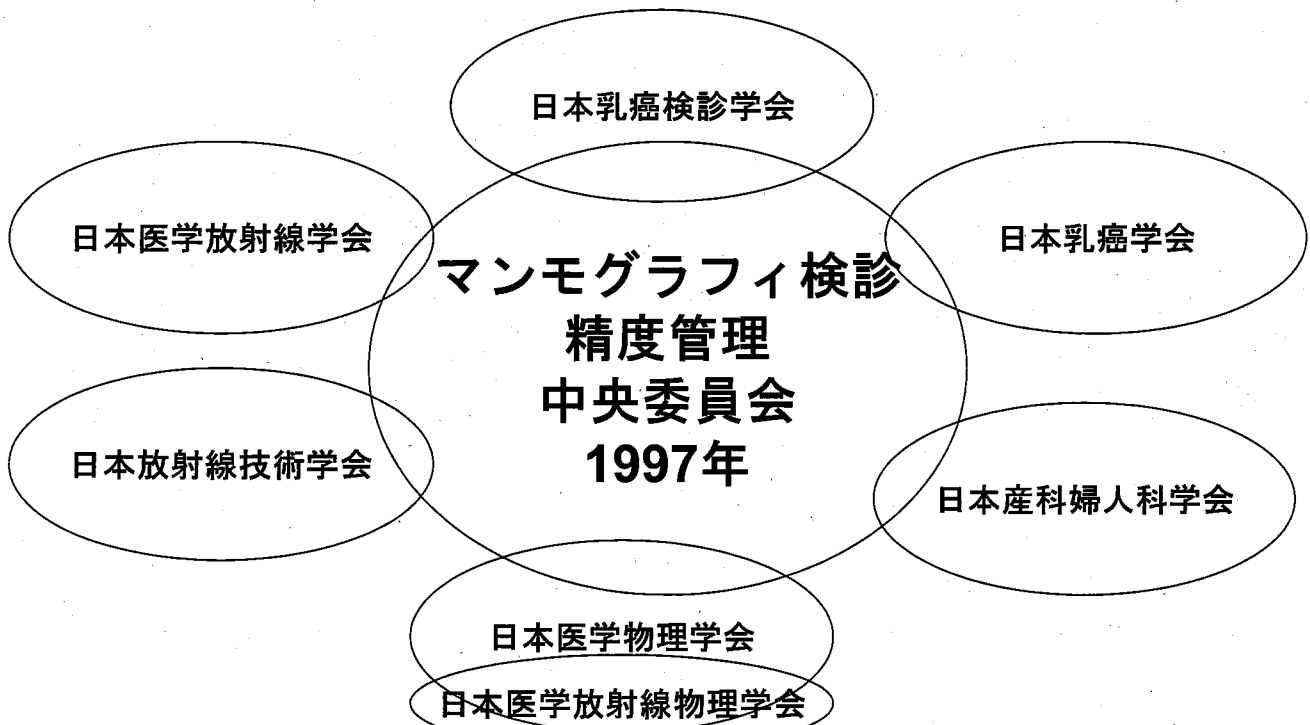 日本乳癌検診学会
日本医学放射線学会
日本乳癌学会
マンモグラフィ検診
精度管理
中央委員会
1997年
日本放射線技術学会
日本産科婦人科学会
日本医学物理学会
日本医学放射線物理学会